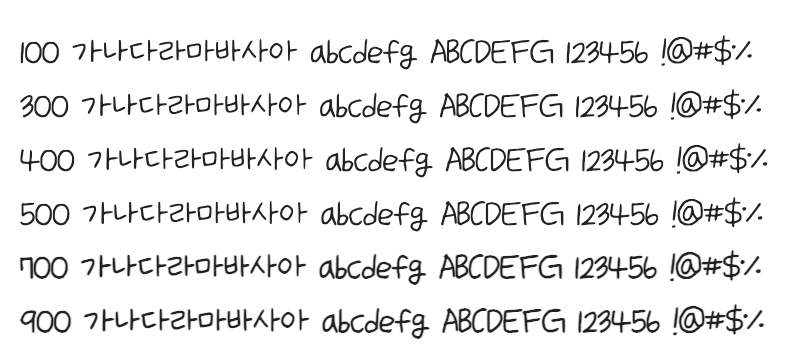 100 가나다라마바사아 abcdefg ABCDEFG 123456 !@#$%
300 가나다라마바사아 abcdefg ABCDEFG 123456 !@#$%
400 가나다라마바사아 abcdefg ABCDEFG 123456 !@#$%
500 가나다라마바사아 abcdefg ABCDEFG 123456 !@#$%
700 가나다라마바사아 abcdefg ABCDEFG 123456 !@#$%
900 가나다라마바사아 abcdefg ABCDEFG 123456 !@#$%